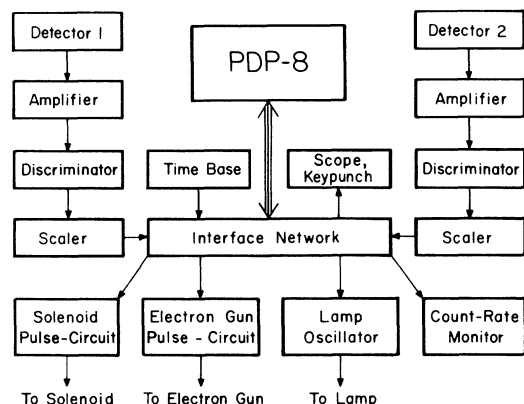 Detector 1
PDP-8
Detector 2
Amplifier
Amplifier
Discriminator
Time Base
Scope,
Keypunch
Discriminator
Scaler
Interface Network
Scaler
Solenoid
Pulse-Circuit
Electron Gun
Pulse - Circuit
Lamp
Oscillator
Count-Rate
Monitor
To Solenoid
To Electron Gun
To Lamp